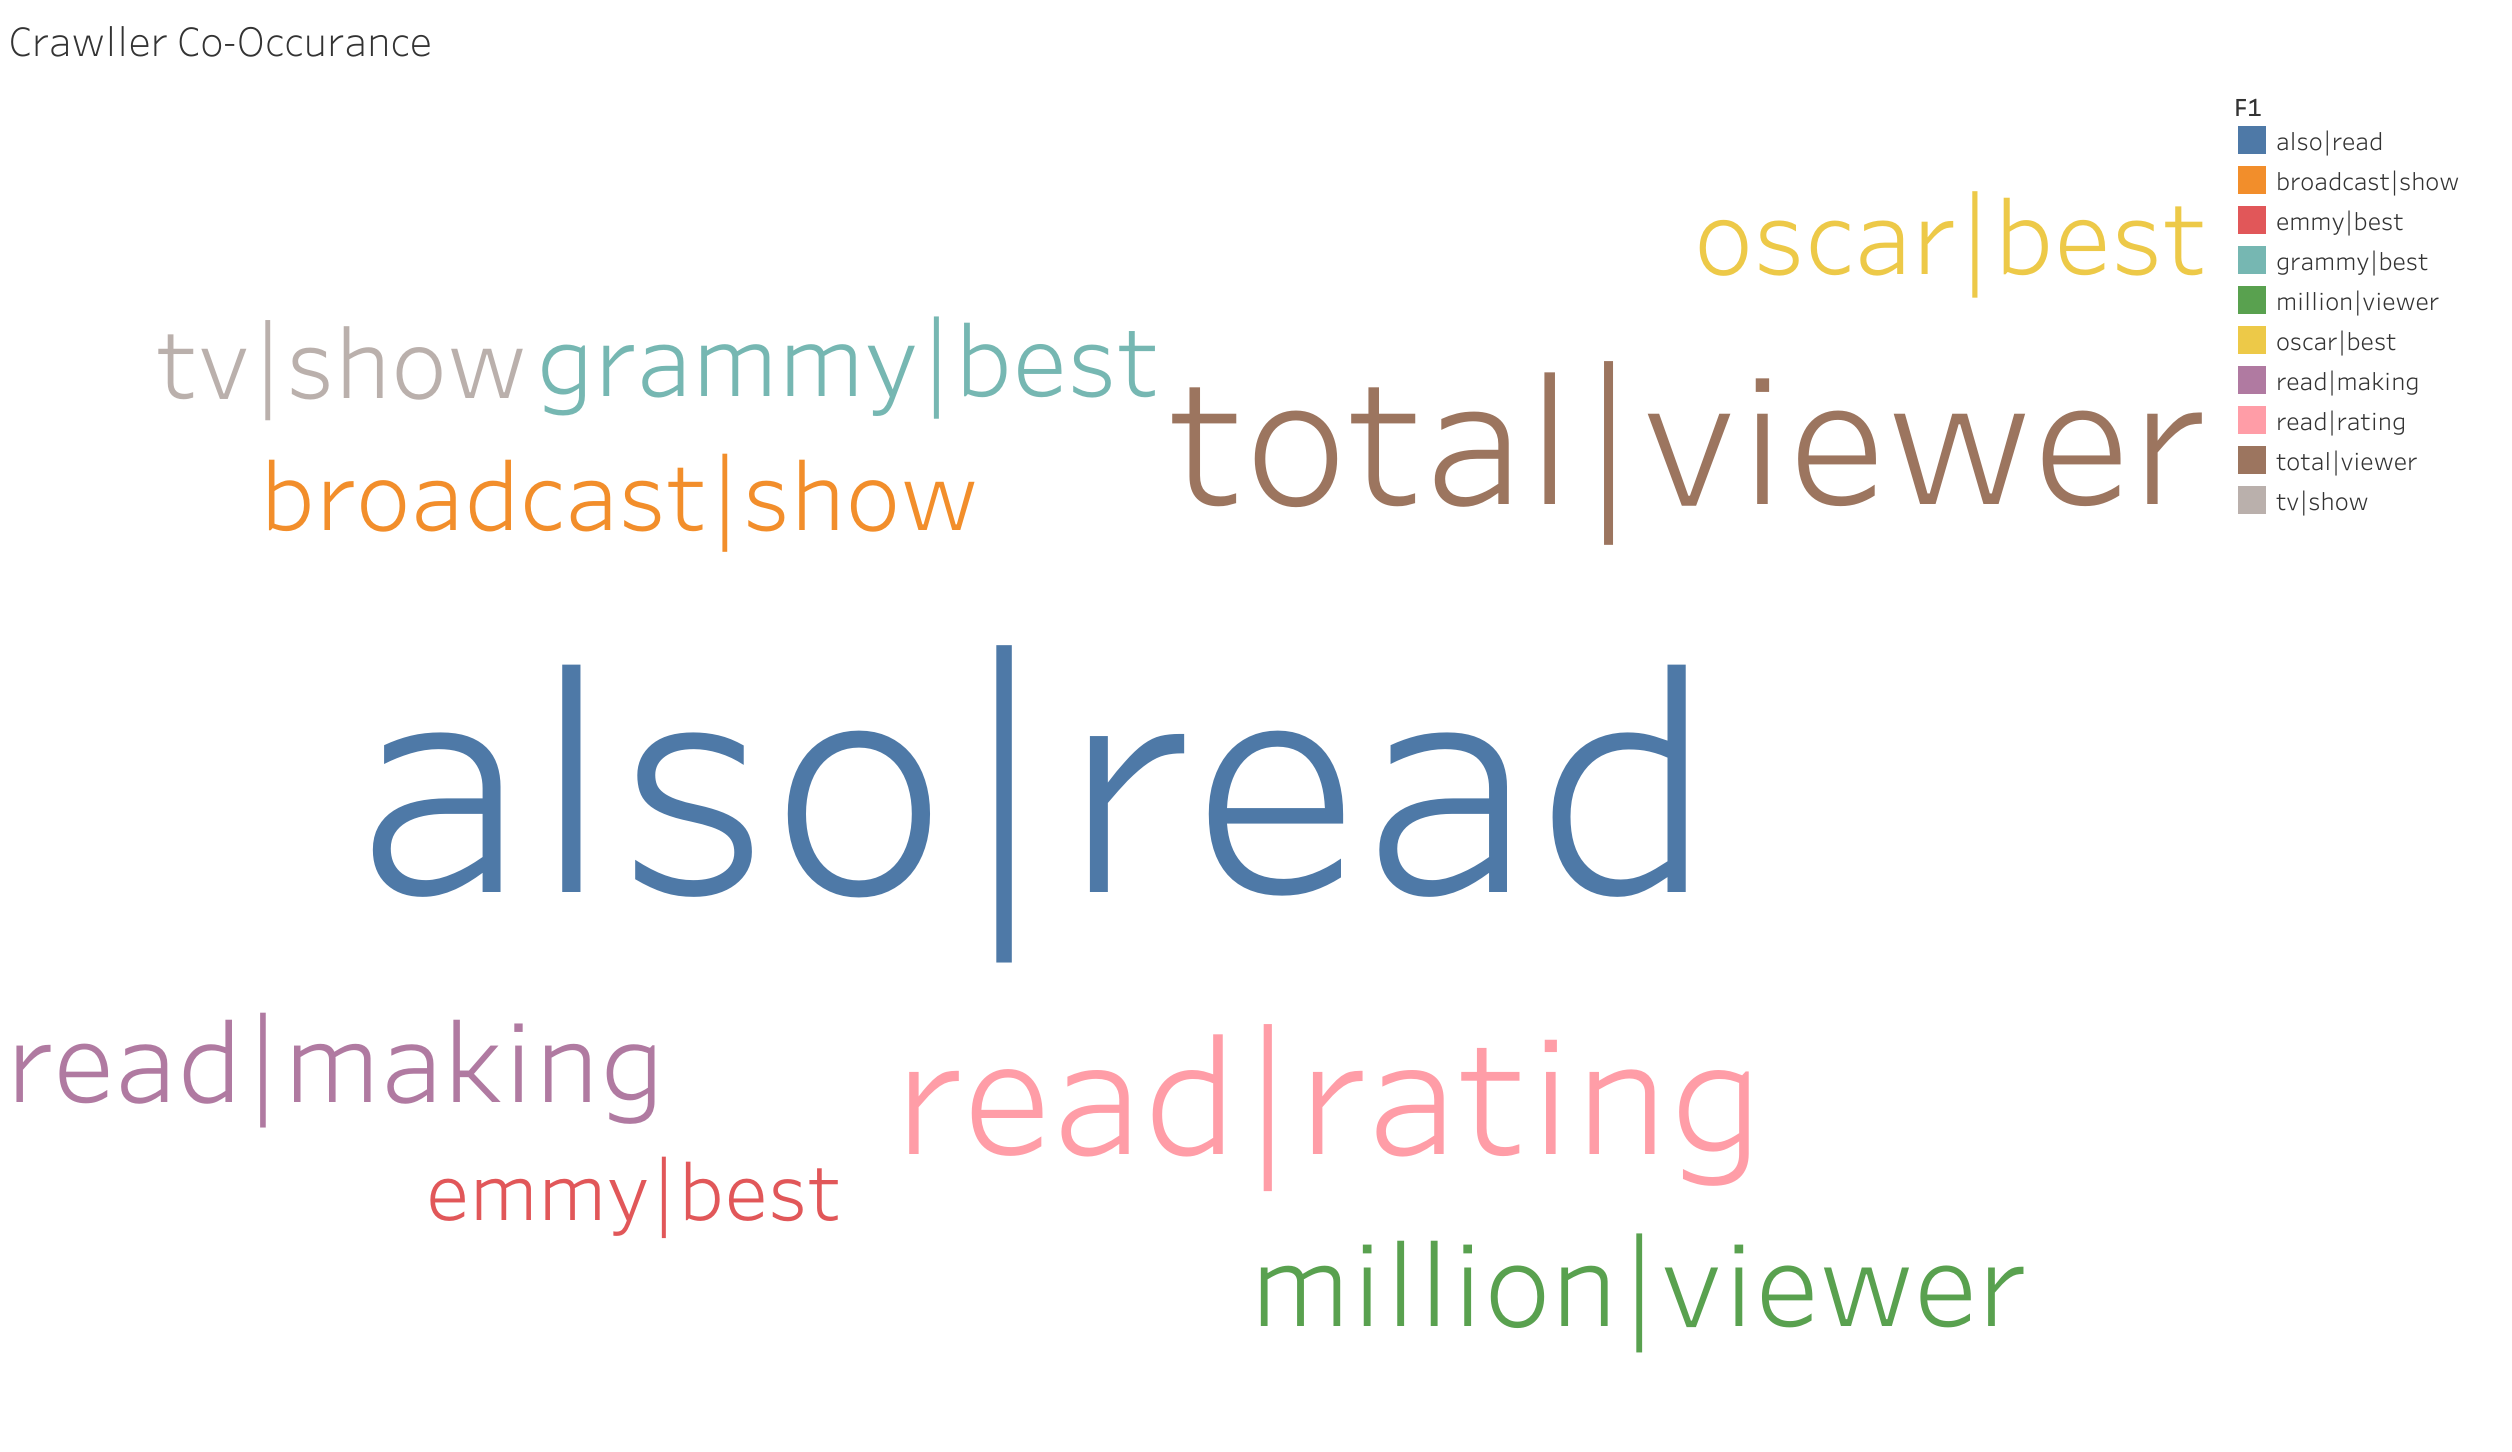 Crawller Co-Occurance
F1
also|read
broadcast|show
emmy|best
grammy|best
million|viewer
oscar|best
read|making
read|rating
total|viewer
tv|show
oscar|best
tv|show
grammy|best
total|viewer
broadcast|show
also|read
read|making
read|rating
emmy|best
million|viewer